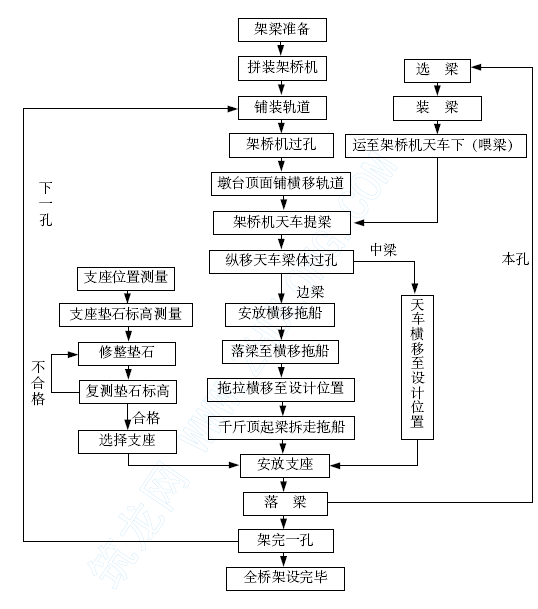 架梁准备
拼装架桥机
选 梁
铺装轨道
装 梁
架桥机过孔
运至架桥机天车下（喂梁）
墩台顶面铺横移轨道
下一孔
架桥机天车提梁
纵移天车梁体过孔
中梁
本孔
支座位置测量
边梁
支座垫石标高测量
安放横移拖船
天车横移至设计位置
修整垫石
落梁至横移拖船
不合格
复测垫石标高
拖拉横移至设计位置
合格
千斤顶起梁拆走拖船
选择支座
安放支座
落 梁
架完一孔
全桥架设完毕
筑龙网